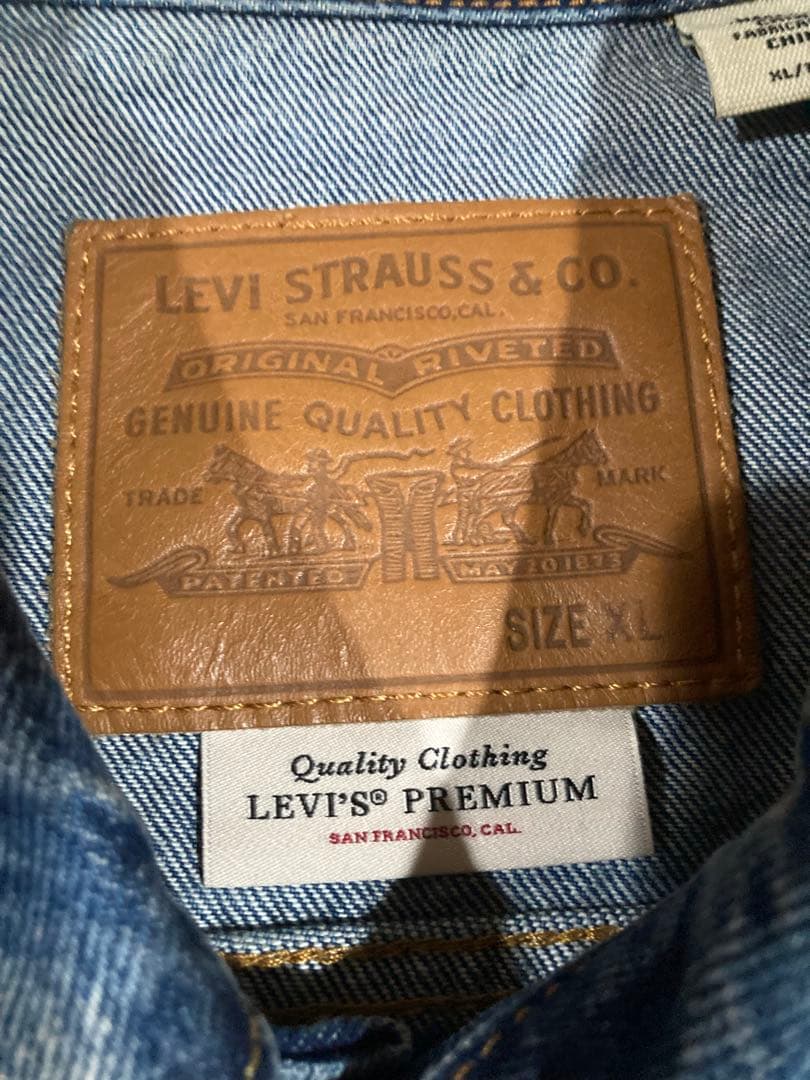 XL/
LEVI STRAUSS & CO.
SAN FRANCISCO, CAL.
ORIGINAL RIVETED
GENUINE QUALITY CLOTHING
TRADE MARK
PATENTED MAY 20 1873
SIZE XL
Quality Clothing
LEVI'S® PREMIUM
SAN FRANCISCO, CAL.